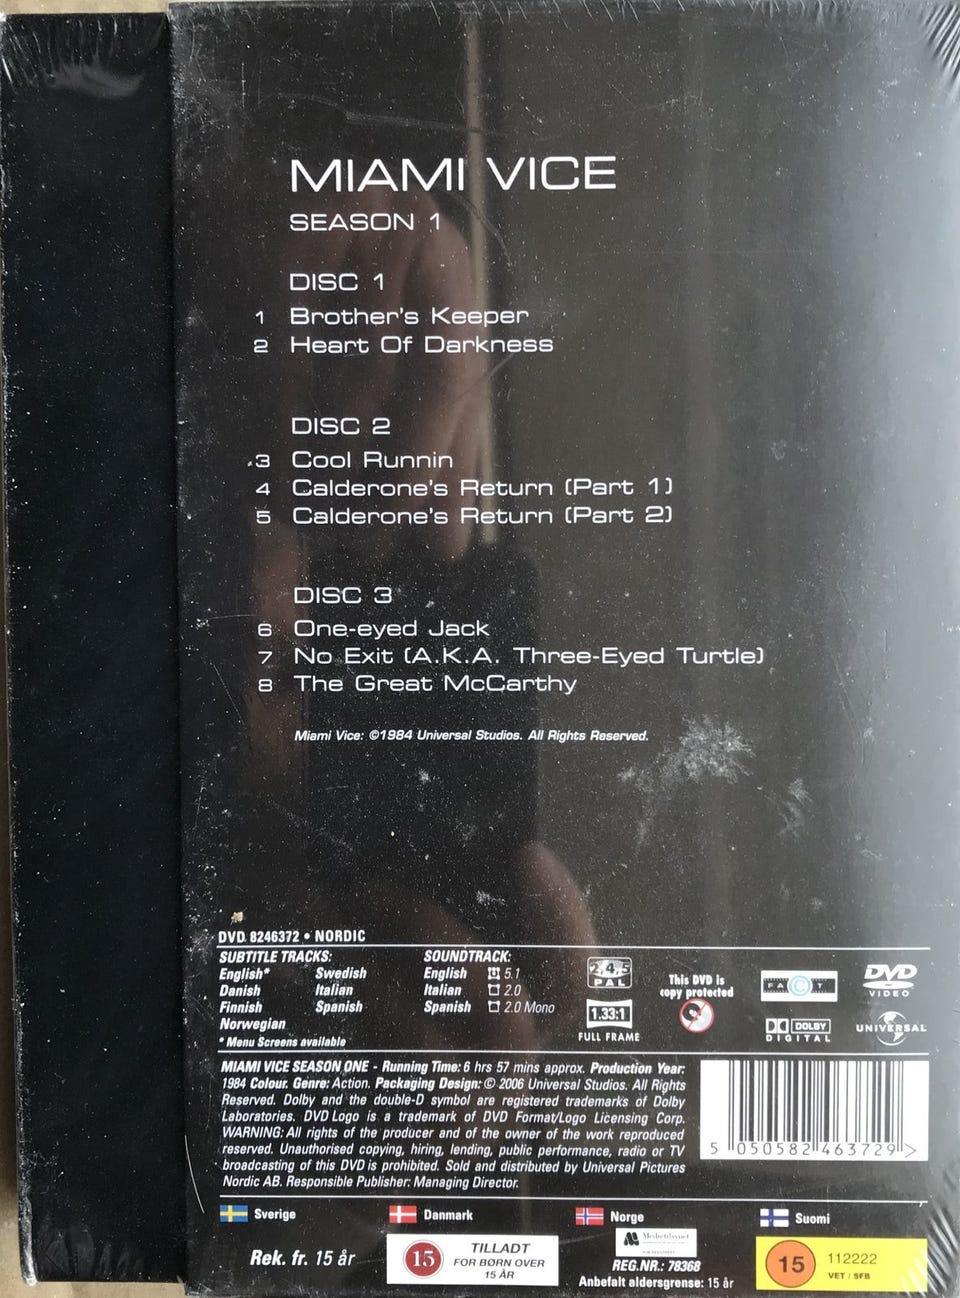 MIAMI VICE
SEASON 1
DISC 1
1 Brother's Keeper
2 Heart Of Darkness
DISC 2
3 Cool Runnin
4 Calderone's Return (Part 1)
5 Calderone's Return (Part 2)
DISC 3
6 One-eyed Jack
7 No Exit (A.K.A. Three-Eyed Turtle)
8 The Great McCarthy
Miami Vice: ©1984 Universal Studios. All Rights Reserved.
DVD 8246372 • NORDIC
SUBTITLE TRACKS:
English* Swedish
Danish Italian
Finnish Spanish
Norwegian
* Menu Screens available
SOUNDTRACK:
English 5.1
Italian 2.0
Spanish 2.0 Mono
2,4,5
PAL
1.33:1
FULL FRAME
This DVD is
copy protected
FACT
DOLBY
DIGITAL
DVD
VIDEO
UNIVERSAL
MIAMI VICE SEASON ONE - Running Time: 6 hrs 57 mins approx. Production Year:
1984 Colour. Genre: Action. Packaging Design: © 2006 Universal Studios. All Rights
Reserved. Dolby and the double-D symbol are registered trademarks of Dolby
Laboratories. DVD Logo is a trademark of DVD Format/Logo Licensing Corp.
WARNING: All rights of the producer and of the owner of the work reproduced
reserved. Unauthorised copying, hiring, lending, public performance, radio or TV
broadcasting of this DVD is prohibited. Sold and distributed by Universal Pictures
Nordic AB. Responsible Publisher: Managing Director.
5 050582 463729 >
Sverige
Rek. fr. 15 år
Danmark
15
TILLADT
FOR BØRN OVER
15 ÅR
Norge
Medietilsynet
REG.NR.: 78368
Anbefalt aldersgrense: 15 år
Suomi
15
112222
VET / SFB